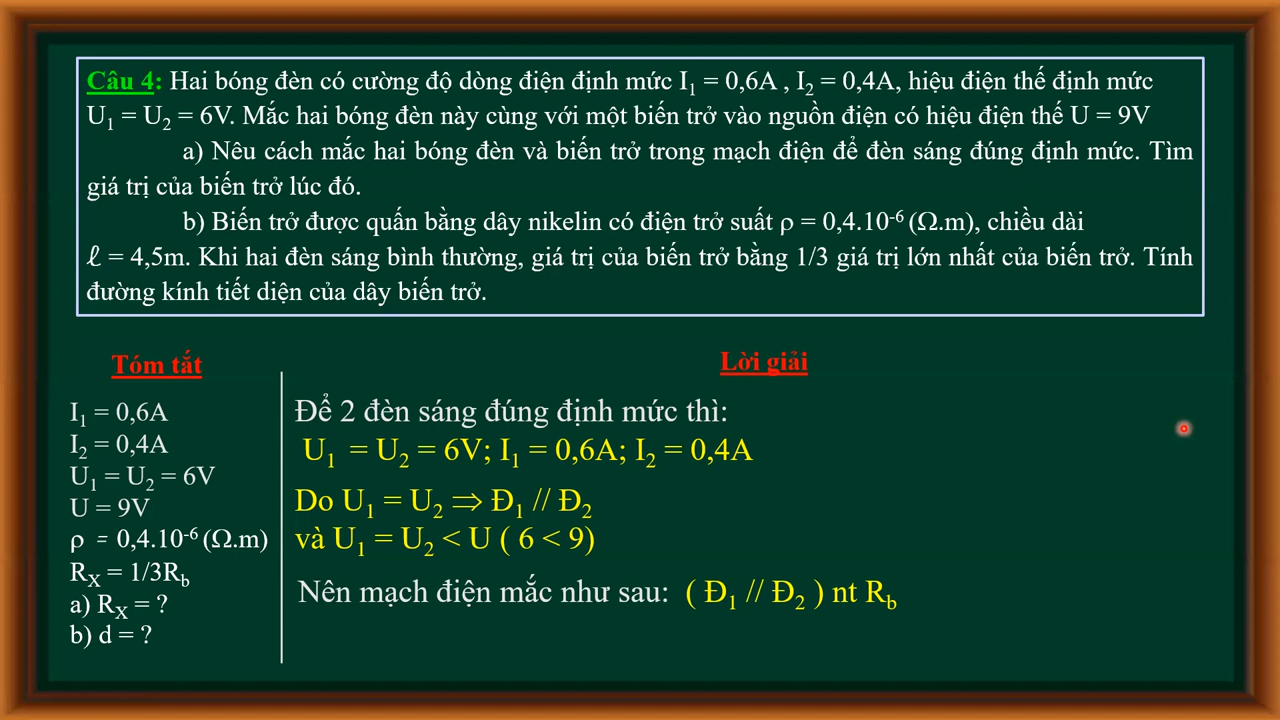 Câu 4: Hai bóng đèn có cường độ dòng điện định mức I₁ = 0,6A , I₂ = 0,4A, hiệu điện thế định mức
U₁ = U₂ = 6V. Mắc hai bóng đèn này cùng với một biến trở vào nguồn điện có hiệu điện thế U = 9V
a) Nêu cách mắc hai bóng đèn và biến trở trong mạch điện để đèn sáng đúng định mức. Tìm
giá trị của biến trở lúc đó.
b) Biến trở được quấn bằng dây nikelin có điện trở suất ρ = 0,4.10⁻⁶ (Ω.m), chiều dài
ℓ = 4,5m. Khi hai đèn sáng bình thường, giá trị của biến trở bằng 1/3 giá trị lớn nhất của biến trở. Tính
đường kính tiết diện của dây biến trở.
Tóm tắt
I₁ = 0,6A
I₂ = 0,4A
U₁ = U₂ = 6V
U = 9V
ρ = 0,4.10⁻⁶ (Ω.m)
R_X = 1/3R_b
a) R_X = ?
b) d = ?
Lời giải
Để 2 đèn sáng đúng định mức thì:
U₁ = U₂ = 6V; I₁ = 0,6A; I₂ = 0,4A
Do U₁ = U₂ ⇒ Đ₁ // Đ₂
và U₁ = U₂ < U ( 6 < 9)
Nên mạch điện mắc như sau: ( Đ₁ // Đ₂ ) nt R_b